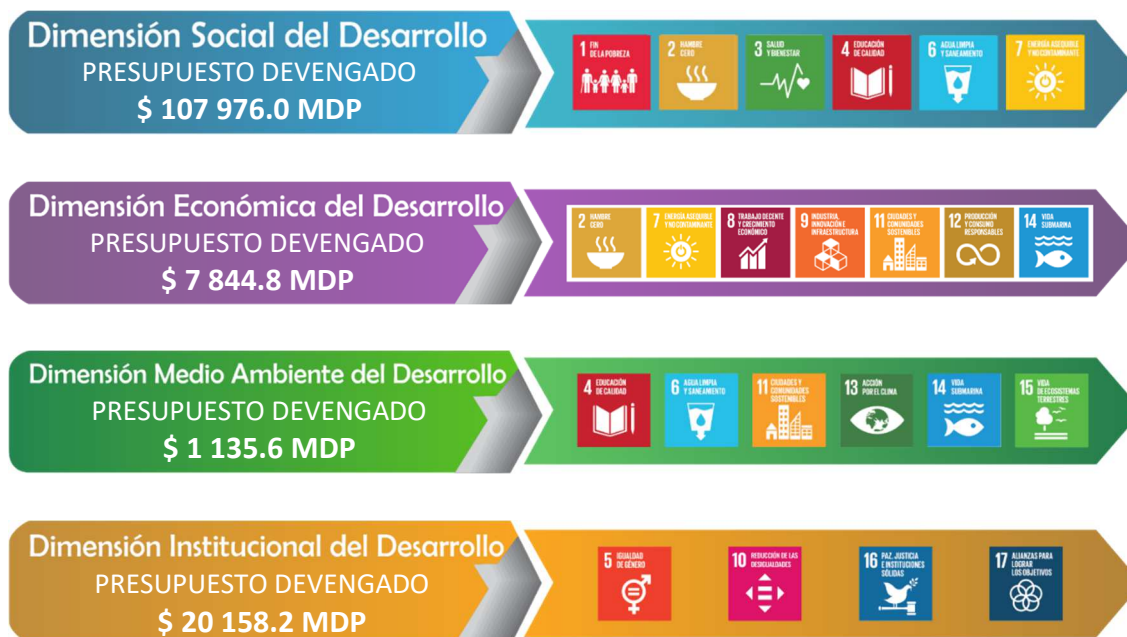 Dimensión Social del Desarrollo
PRESUPUESTO DEVENGADO
$ 107 976.0 MDP
1 FIN
DE LA POBREZA
2 HAMBRE
CERO
3 SALUD
Y BIENESTAR
4 EDUCACIÓN
DE CALIDAD
6 AGUA LIMPIA
Y SANEAMIENTO
7 ENERGÍA ASEQUIBLE
Y NO CONTAMINANTE
Dimensión Económica del Desarrollo
PRESUPUESTO DEVENGADO
$ 7 844.8 MDP
2 HAMBRE
CERO
7 ENERGÍA ASEQUIBLE
Y NO CONTAMINANTE
8 TRABAJO DECENTE
Y CRECIMIENTO
ECONÓMICO
9 INDUSTRIA,
INNOVACIÓN E
INFRAESTRUCTURA
11 CIUDADES Y
COMUNIDADES
SOSTENIBLES
12 PRODUCCIÓN
Y CONSUMO
RESPONSABLES
14 VIDA
SUBMARINA
Dimensión Medio Ambiente del Desarrollo
PRESUPUESTO DEVENGADO
$ 1 135.6 MDP
4 EDUCACIÓN
DE CALIDAD
6 AGUA LIMPIA
Y SANEAMIENTO
11 CIUDADES Y
COMUNIDADES
SOSTENIBLES
13 ACCIÓN
POR EL CLIMA
14 VIDA
SUBMARINA
15 VIDA
DE ECOSISTEMAS
TERRESTRES
Dimensión Institucional del Desarrollo
PRESUPUESTO DEVENGADO
$ 20 158.2 MDP
5 IGUALDAD
DE GÉNERO
10 REDUCCIÓN DE LAS
DESIGUALDADES
16 PAZ, JUSTICIA
E INSTITUCIONES
SÓLIDAS
17 ALIANZAS PARA
LOGRAR
LOS OBJETIVOS